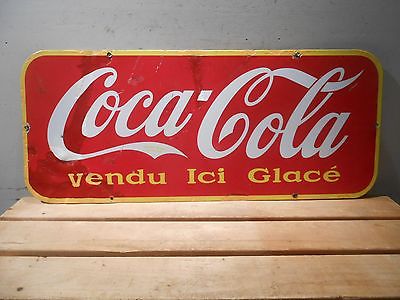 Coca-Cola
vendu Ici Glacé